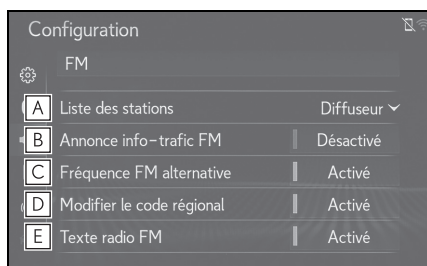 Configuration
FM
A Liste des stations Diffuseur
B Annonce info-trafic FM Désactivé
C Fréquence FM alternative Activé
D Modifier le code régional Activé
E Texte radio FM Activé